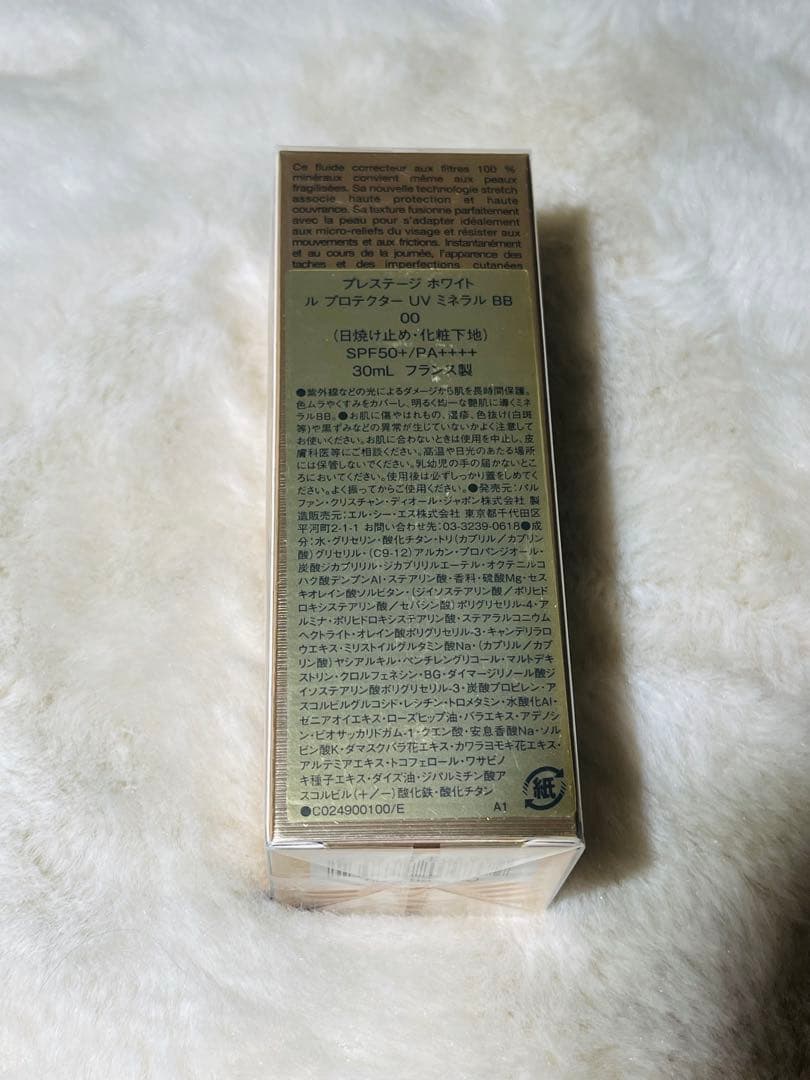 Ce fluide correcteur aux filtres 100 %
minéraux convient même aux peaux
fragilisées. Sa nouvelle technologie stretch
associe haute protection et haute
couvrance. Sa texture fusionne parfaitement
avec la peau pour s'adapter idéalement
aux micro-reliefs du visage et résister aux
mouvements et aux frictions. Instantanément
et au cours de la journée, l'apparence des
taches et des imperfections cutanées
プレステージ ホワイト
ル プロテクター UV ミネラル BB
00
(日焼け止め・化粧下地)
SPF50+/PA++++
30mL フランス製
●紫外線などの光によるダメージから肌を長時間保護。
色ムラやくすみをカバーし、明るく均一な艶肌に導くミネ
ラルBB。●お肌に傷やはれもの、湿疹、色抜け(白斑
等)や黒ずみなどの異常が生じていないかよく注意して
お使いください。お肌に合わないときは使用を中止し、皮
膚科医等にご相談ください。高温や日光のあたる場所
には保管しないでください。乳幼児の手の届かないとこ
ろにおいてください。使用後は必ずしっかり蓋をしめてく
ださい。よく振ってからご使用ください。●発売元:パル
ファン・クリスチャン・ディオール・ジャポン株式会社 製
造販売元:エル・シー・エス株式会社 東京都千代田区
平河町2-1-1 お問い合わせ先:03-3239-0618●成
分:水・グリセリン・酸化チタン・トリ(カプリル/カプリン
酸)グリセリル・(C9-12)アルカン・プロパンジオール・
炭酸ジカプリリル・ジカプリリルエーテル・オクテニルコ
ハク酸デンプンAl・ステアリン酸・香料・硫酸Mg・セス
キオレイン酸ソルビタン・(ジイソステアリン酸/ポリヒド
ロキシステアリン酸/セバシン酸)ポリグリセリル-4・ア
ルミナ・ポリヒドロキシステアリン酸・ステアラルコニウム
ヘクトライト・オレイン酸ポリグリセリル-3・キャンデリラロ
ウエキス・ミリストイルグルタミン酸Na・(カプリル/カプ
リン酸)ヤシアルキル・ペンチレングリコール・マルトデキ
ストリン・クロルフェネシン・BG・ダイマージリノール酸ジ
イソステアリン酸ポリグリセリル-3・炭酸プロピレン・ア
スコルビルグルコシド・レシチン・トロメタミン・水酸化Al・
ゼニアオイエキス・ローズヒップ油・バラエキス・アデノシ
ン・ビオサッカリドガム-1・クエン酸・安息香酸Na・ソル
ビン酸K・ダマスクバラ花エキス・カワラヨモギ花エキス・
アルテミアエキス・トコフェロール・ワサビノ
キ種子エキス・ダイズ油・ジパルミチン酸ア
スコルビル(+/−)酸化鉄・酸化チタン
●C024900100/E A1
紙